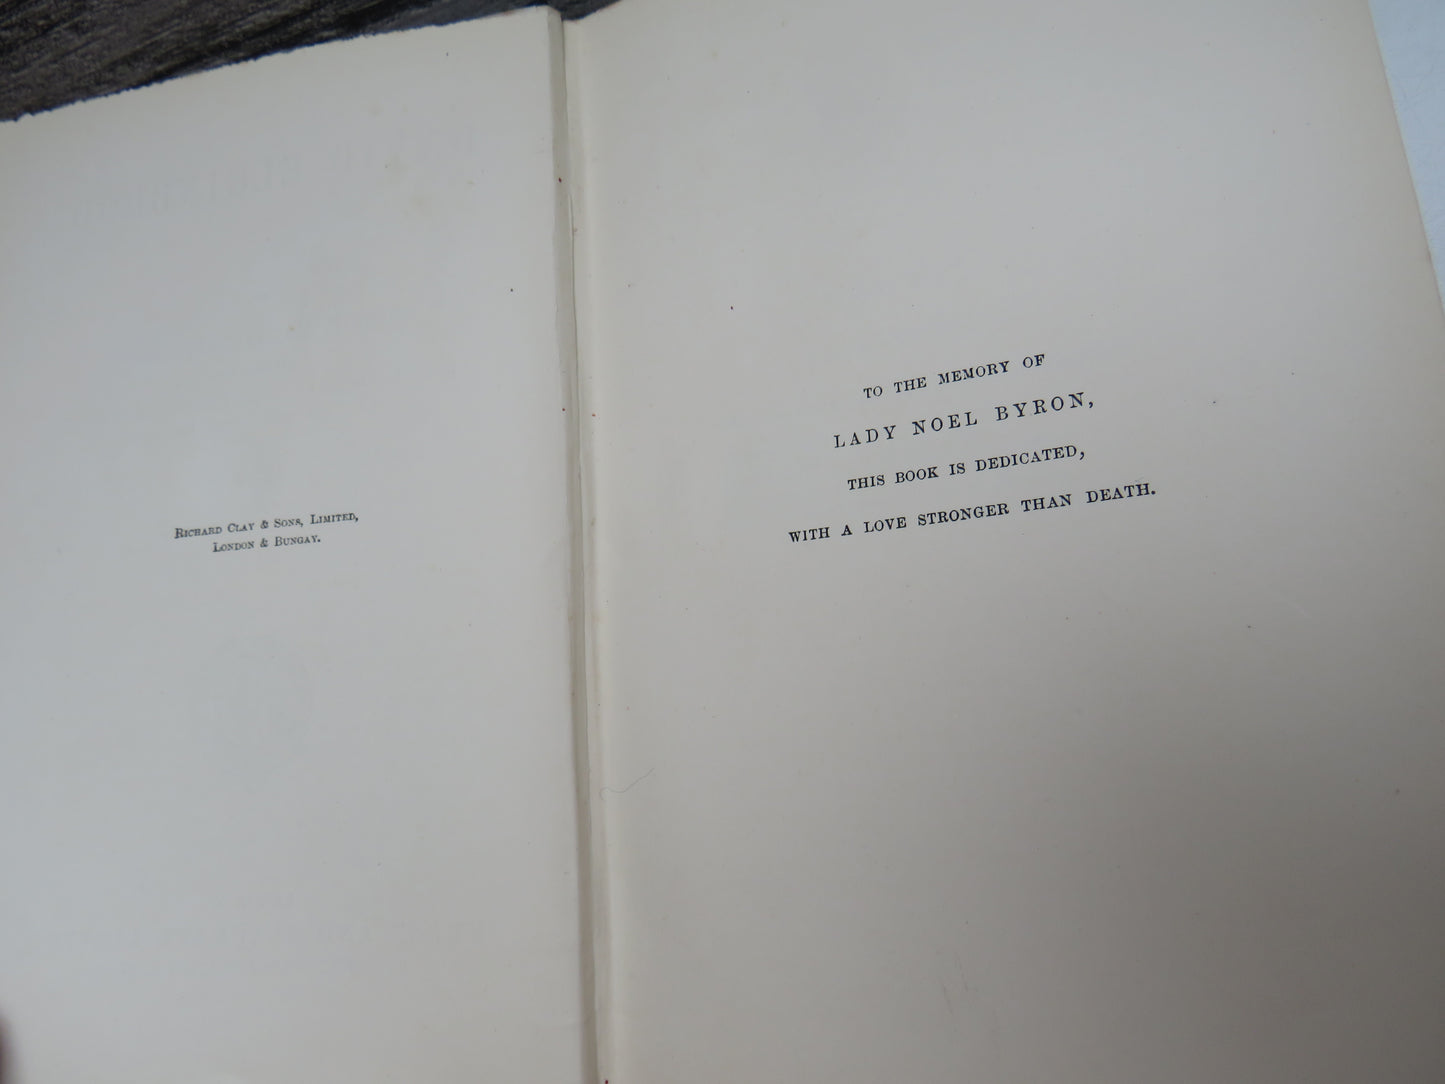 RICHARD CLAY & SONS, LIMITED,
LONDON & BUNGAY.
TO THE MEMORY OF
LADY NOEL BYRON,
THIS BOOK IS DEDICATED,
WITH A LOVE STRONGER THAN DEATH.